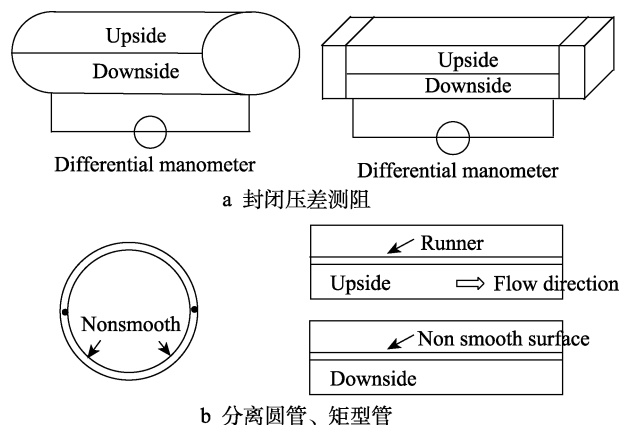 Upside
Downside
Differential manometer
Upside
Downside
Differential manometer
a 封闭压差测阻
Nonsmooth
Runner
Upside
Flow direction
Non smooth surface
Downside
b 分离圆管、矩型管